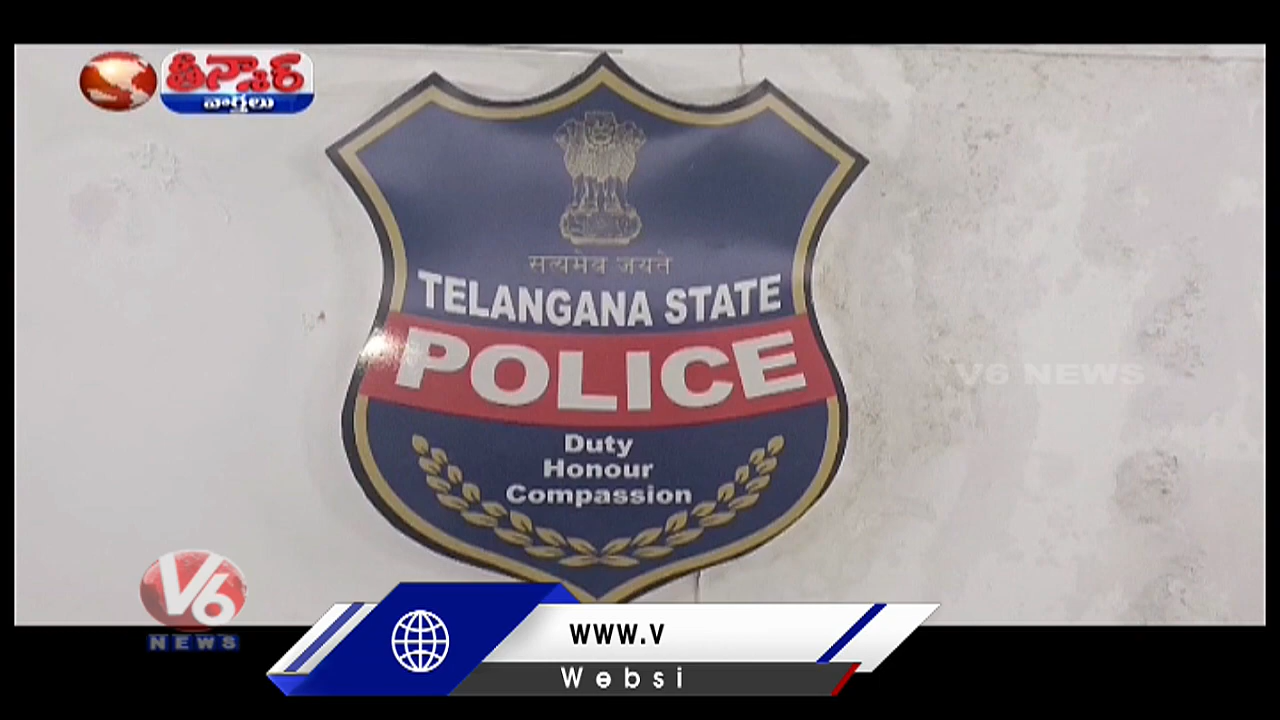 తీన్మార్
వార్తలు
सत्यमेव जयते
TELANGANA STATE
POLICE
Duty
Honour
Compassion
V6 NEWS
V6
NEWS
WWW.V
Websi